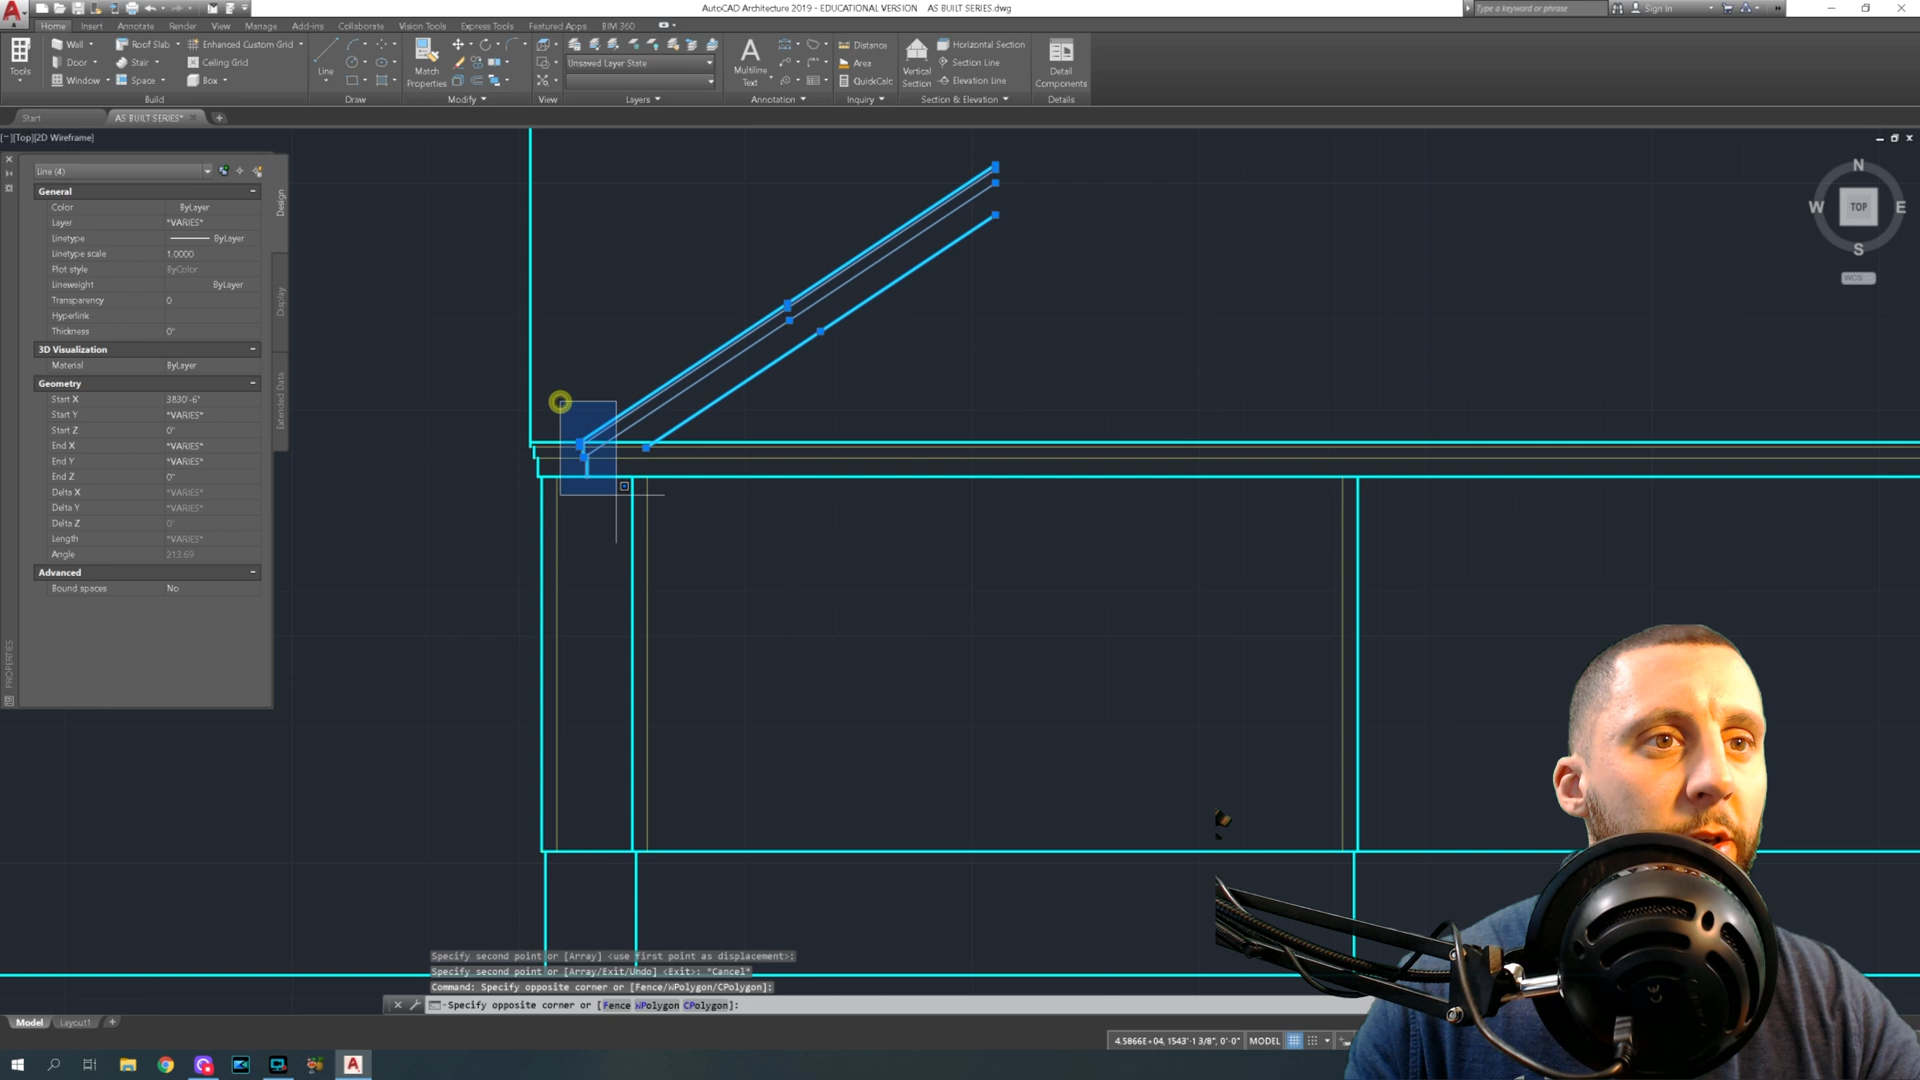 AutoCAD Architecture 2019 - EDUCATIONAL VERSION AS BUILT SERIES.dwg
Type a keyword or phrase
Sign In
Home Insert Annotate Render View Manage Add-ins Collaborate Vision Tools Express Tools Featured Apps BIM 360
Tools
Wall
Door
Window
Roof Slab
Stair
Space
Enhanced Custom Grid
Ceiling Grid
Box
Build
Line
Draw
Match Properties
Modify
View
Unsaved Layer State
Layers
Multiline Text
Annotation
Distance
Area
QuickCalc
Inquiry
Vertical Section
Horizontal Section
Section Line
Elevation Line
Section & Elevation
Detail Components
Details
Start
AS BUILT SERIES*
[−][Top][2D Wireframe]
Line (4)
General
Color ByLayer
Layer *VARIES*
Linetype ByLayer
Linetype scale 1.0000
Plot style ByColor
Lineweight ByLayer
Transparency 0
Hyperlink
Thickness 0"
3D Visualization
Material ByLayer
Geometry
Start X 3830'-6"
Start Y *VARIES*
Start Z 0"
End X *VARIES*
End Y *VARIES*
End Z 0"
Delta X *VARIES*
Delta Y *VARIES*
Delta Z 0"
Length *VARIES*
Angle 213.69
Advanced
Bound spaces No
Design
Display
Extended Data
PROPERTIES
N
W TOP E
S
WCS
Specify second point or [Array] <use first point as displacement>:
Specify second point or [Array/Exit/Undo] <Exit>: *Cancel*
Command: Specify opposite corner or [Fence/WPolygon/CPolygon]:
Specify opposite corner or [Fence WPolygon CPolygon]:
Model Layout1
4.5866E+04, 1543'-1 3/8", 0'-0" MODEL